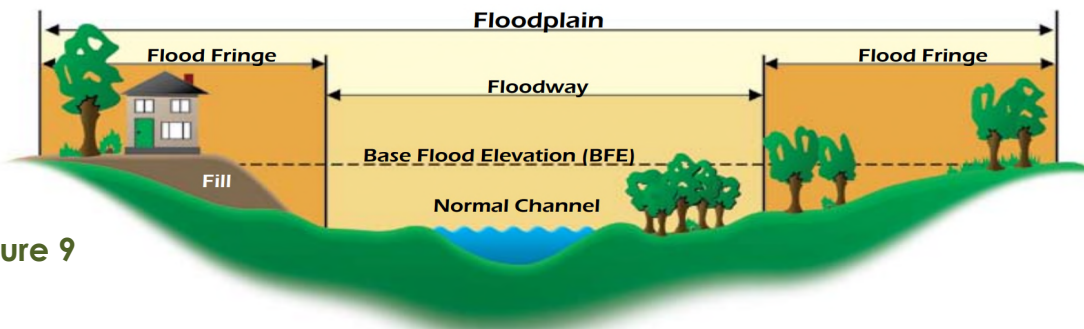 Floodplain
Flood Fringe
Flood Fringe
Floodway
Base Flood Elevation (BFE)
Fill
Normal Channel
ure 9